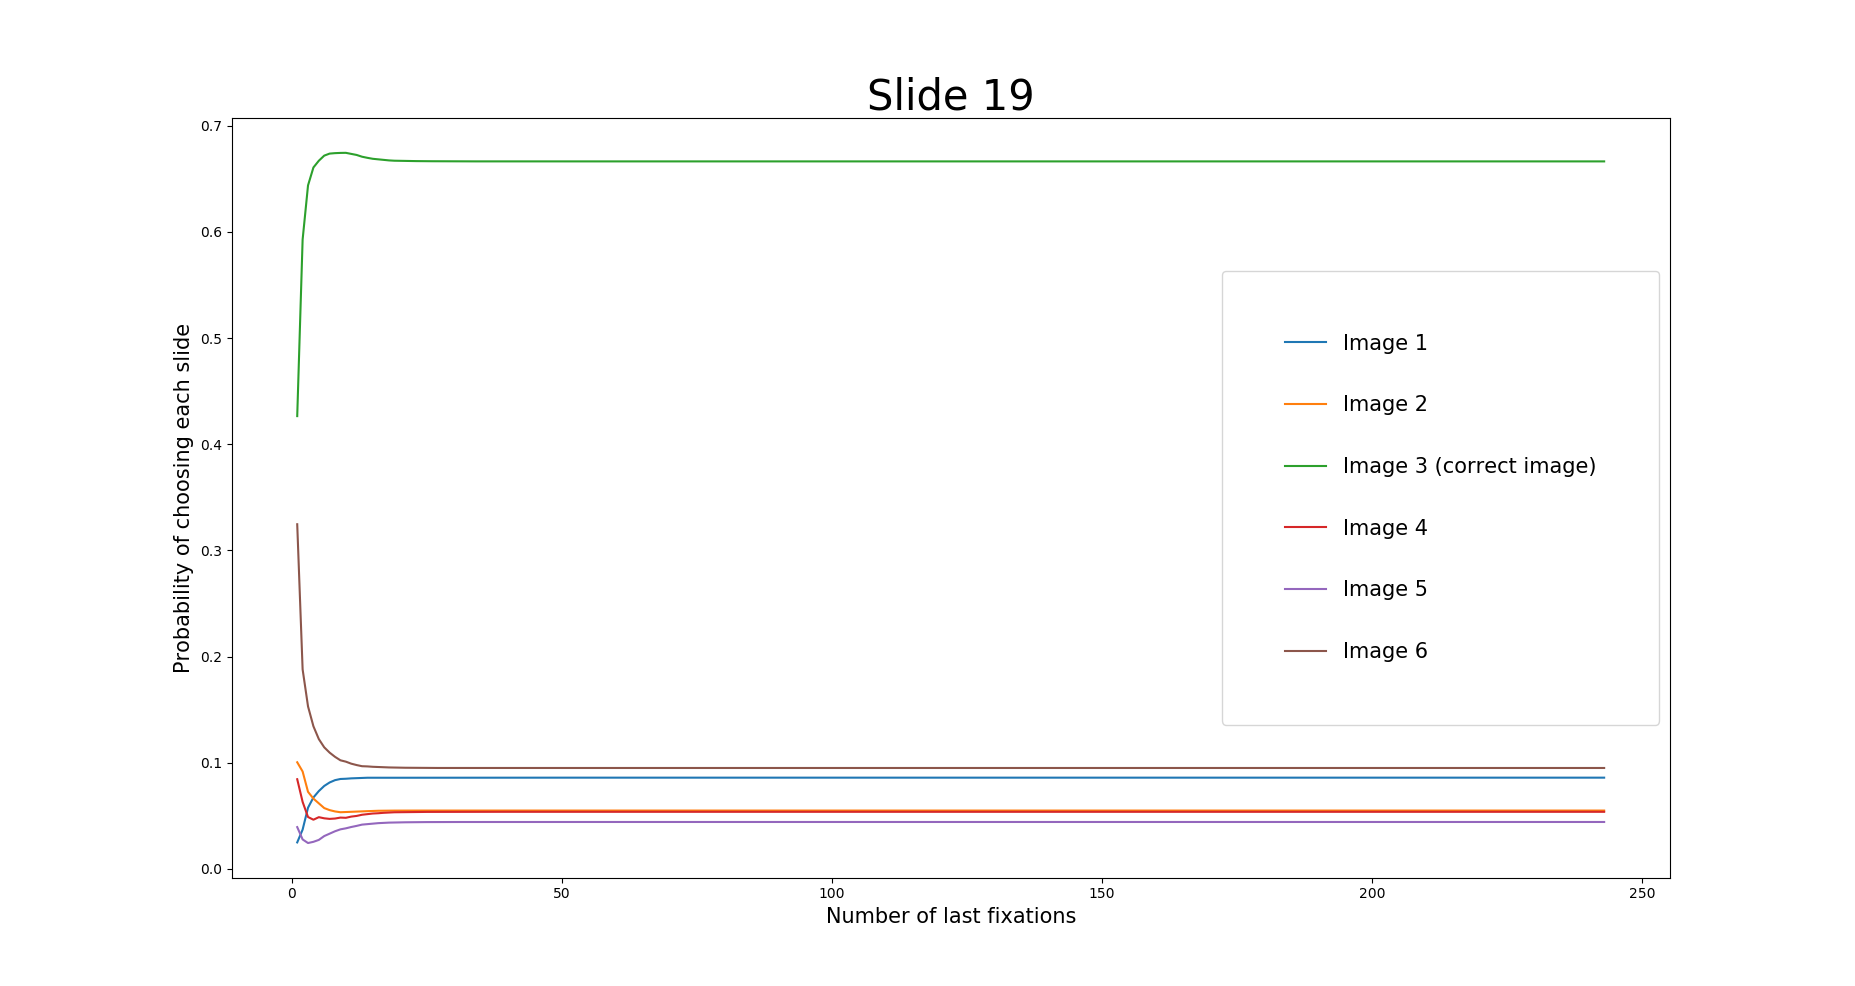 Slide 19
0.7
0.6
0.5
0.4
0.3
0.2
0.1
0.0
Probability of choosing each slide
Image 1
Image 2
Image 3 (correct image)
Image 4
Image 5
Image 6
0 50 100 150 200 250
Number of last fixations